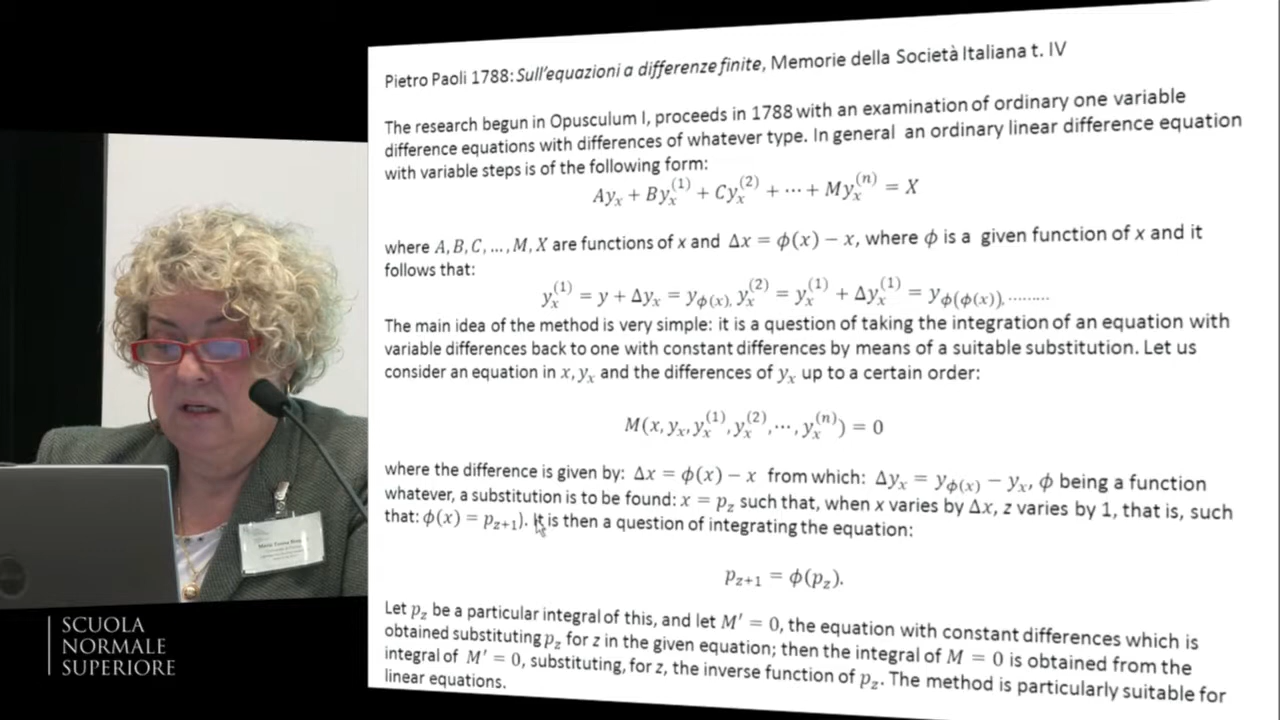 Pietro Paoli 1788: Sull'equazioni a differenze finite, Memorie della Società Italiana t. IV
The research begun in Opusculum I, proceeds in 1788 with an examination of ordinary one variable
difference equations with differences of whatever type. In general an ordinary linear difference equation
with variable steps is of the following form:
Ay_x + By_x^{(1)} + Cy_x^{(2)} + ⋯ + My_x^{(n)} = X
where A, B, C, ..., M, X are functions of x and Δx = ϕ(x) − x, where ϕ is a given function of x and it
follows that:
y_x^{(1)} = y + Δy_x = y_{ϕ(x)}, y_x^{(2)} = y_x^{(1)} + Δy_x^{(1)} = y_{ϕ(ϕ(x))}, ........
The main idea of the method is very simple: it is a question of taking the integration of an equation with
variable differences back to one with constant differences by means of a suitable substitution. Let us
consider an equation in x, y_x and the differences of y_x up to a certain order:
M(x, y_x, y_x^{(1)}, y_x^{(2)}, ⋯, y_x^{(n)}) = 0
where the difference is given by: Δx = ϕ(x) − x from which: Δy_x = y_{ϕ(x)} − y_x, ϕ being a function
whatever, a substitution is to be found: x = p_z such that, when x varies by Δx, z varies by 1, that is, such
that: ϕ(x) = p_{z+1}). It is then a question of integrating the equation:
p_{z+1} = ϕ(p_z).
Let p_z be a particular integral of this, and let M′ = 0, the equation with constant differences which is
obtained substituting p_z for z in the given equation; then the integral of M = 0 is obtained from the
integral of M′ = 0, substituting, for z, the inverse function of p_z. The method is particularly suitable for
linear equations.
SCUOLA
NORMALE
SUPERIORE